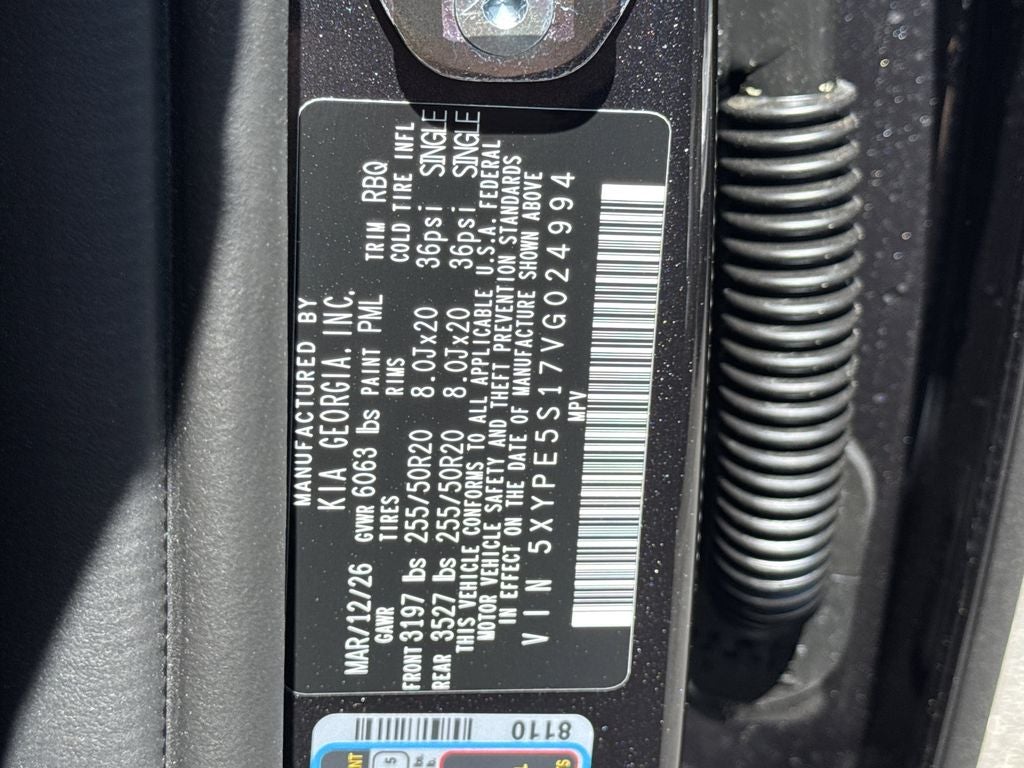 MANUFACTURED BY
KIA GEORGIA. INC.
MAR/12/26 GVWR 6063 lbs PAINT PML TRIM RBQ
GAWR TIRES RIMS COLD TIRE INFL
FRONT 3197 lbs 255/50R20 8.0Jx20 36psi SINGLE
REAR 3527 lbs 255/50R20 8.0Jx20 36psi SINGLE
THIS VEHICLE CONFORMS TO ALL APPLICABLE U.S.A. FEDERAL
MOTOR VEHICLE SAFETY AND THEFT PREVENTION STANDARDS
IN EFFECT ON THE DATE OF MANUFACTURE SHOWN ABOVE
VIN 5XYPE5S17VG024994
MPV
8110